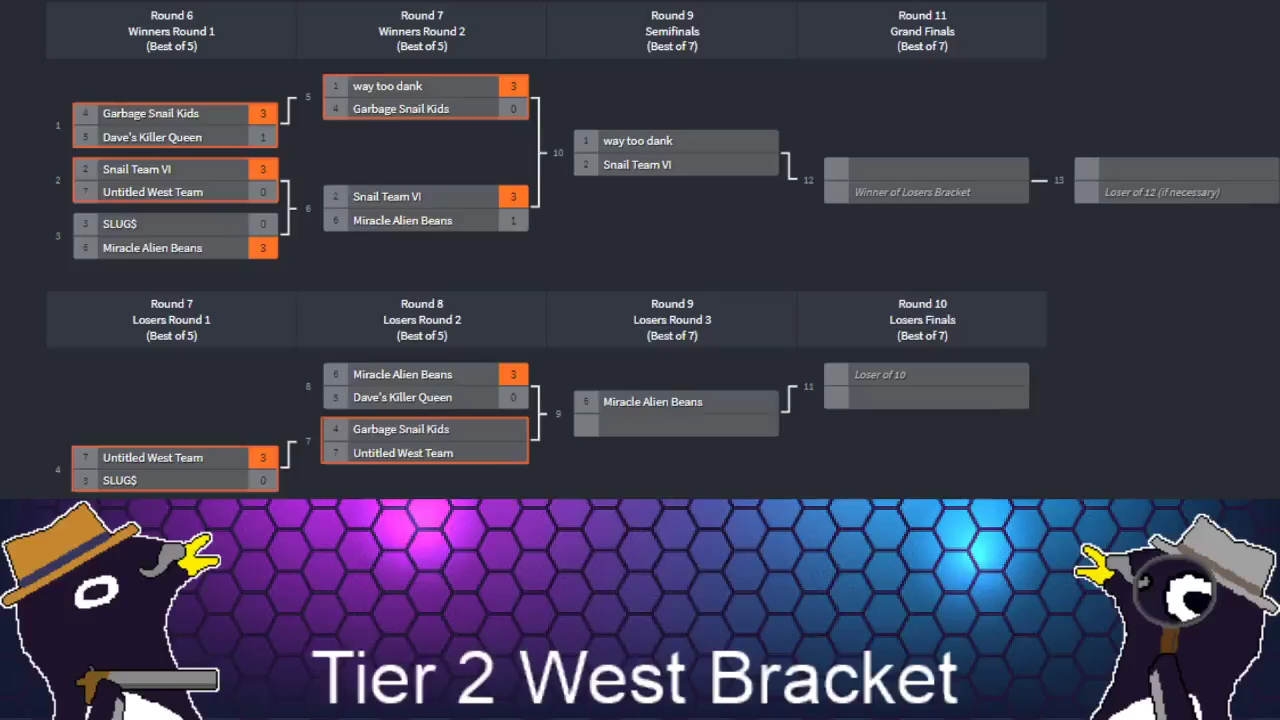 Round 6
Winners Round 1
(Best of 5)
Round 7
Winners Round 2
(Best of 5)
Round 9
Semifinals
(Best of 7)
Round 11
Grand Finals
(Best of 7)
1
4 Garbage Snail Kids 3
5 Dave's Killer Queen 1
2
2 Snail Team VI 3
7 Untitled West Team 0
3
3 SLUG$ 0
6 Miracle Alien Beans 3
5
1 way too dank 3
4 Garbage Snail Kids 0
6
2 Snail Team VI 3
6 Miracle Alien Beans 1
10
1 way too dank
2 Snail Team VI
12
Winner of Losers Bracket
13
Loser of 12 (if necessary)
Round 7
Losers Round 1
(Best of 5)
Round 8
Losers Round 2
(Best of 5)
Round 9
Losers Round 3
(Best of 7)
Round 10
Losers Finals
(Best of 7)
4
7 Untitled West Team 3
3 SLUG$ 0
8
6 Miracle Alien Beans 3
5 Dave's Killer Queen 0
7
4 Garbage Snail Kids
7 Untitled West Team
9
6 Miracle Alien Beans
11
Loser of 10
Tier 2 West Bracket